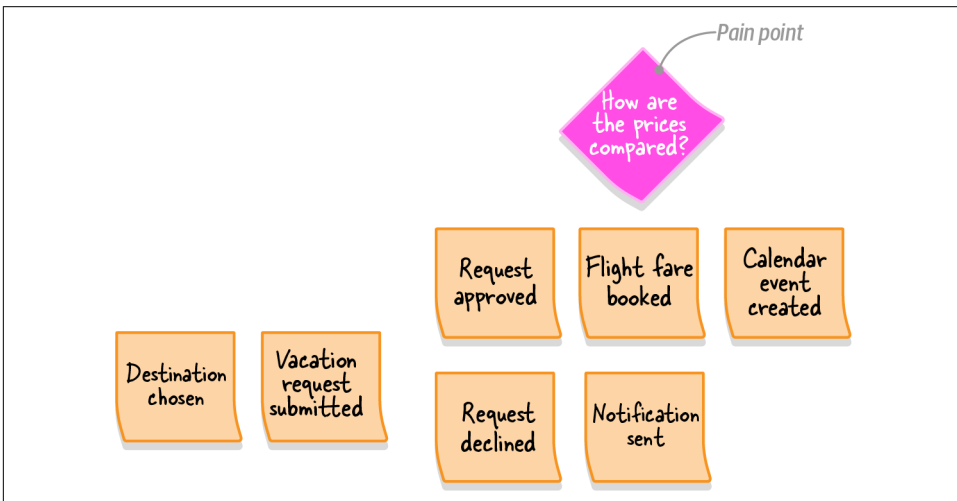 Pain point
How are
the prices
compared?
Request
approved
Flight fare
booked
Calendar
event
created
Destination
chosen
Vacation
request
submitted
Request
declined
Notification
sent